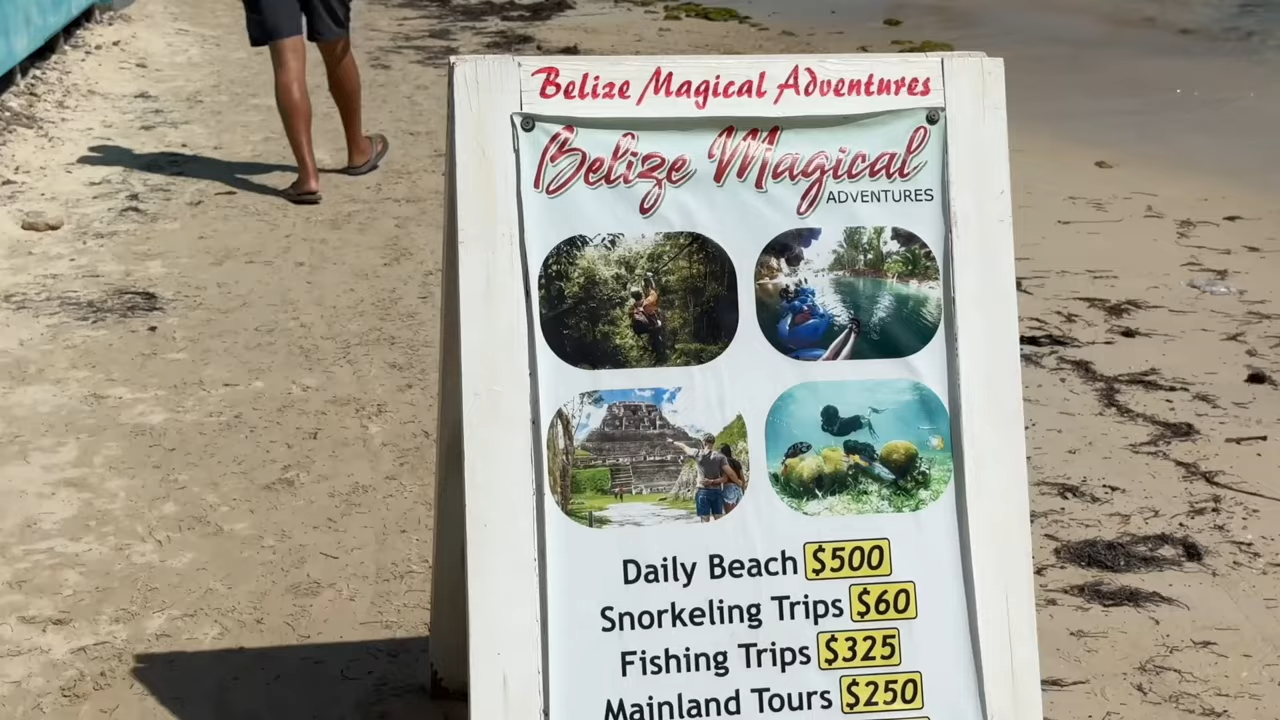 Belize Magical Adventures
Belize Magical
ADVENTURES
Daily Beach $500
Snorkeling Trips $60
Fishing Trips $325
Mainland Tours $250